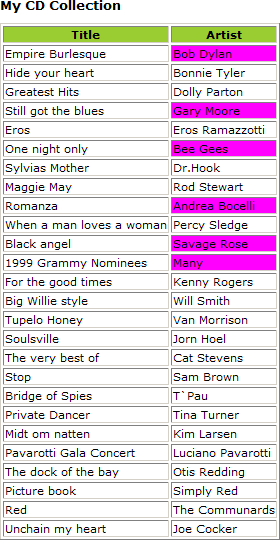 My CD Collection
Title Artist
Empire Burlesque Bob Dylan
Hide your heart Bonnie Tyler
Greatest Hits Dolly Parton
Still got the blues Gary Moore
Eros Eros Ramazzotti
One night only Bee Gees
Sylvias Mother Dr.Hook
Maggie May Rod Stewart
Romanza Andrea Bocelli
When a man loves a woman Percy Sledge
Black angel Savage Rose
1999 Grammy Nominees Many
For the good times Kenny Rogers
Big Willie style Will Smith
Tupelo Honey Van Morrison
Soulsville Jorn Hoel
The very best of Cat Stevens
Stop Sam Brown
Bridge of Spies T`Pau
Private Dancer Tina Turner
Midt om natten Kim Larsen
Pavarotti Gala Concert Luciano Pavarotti
The dock of the bay Otis Redding
Picture book Simply Red
Red The Communards
Unchain my heart Joe Cocker